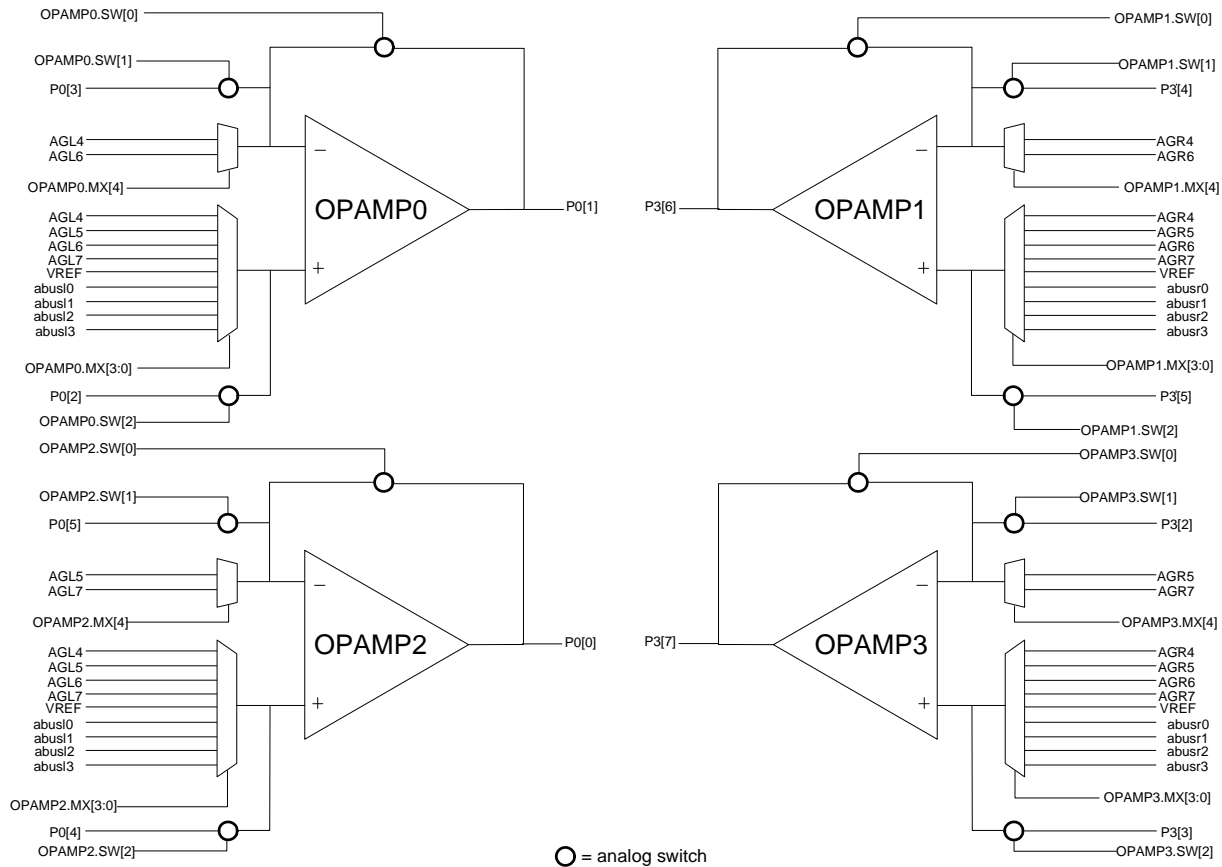 OPAMP0.SW[0]
OPAMP0.SW[1]
P0[3]
AGL4
AGL6
OPAMP0.MX[4]
AGL4
AGL5
AGL6
AGL7
VREF
abusl0
abusl1
abusl2
abusl3
OPAMP0.MX[3:0]
P0[2]
OPAMP0.SW[2]
−
OPAMP0
+
P0[1]
OPAMP1.SW[0]
OPAMP1.SW[1]
P3[4]
AGR4
AGR6
OPAMP1.MX[4]
AGR4
AGR5
AGR6
AGR7
VREF
abusr0
abusr1
abusr2
abusr3
OPAMP1.MX[3:0]
P3[5]
OPAMP1.SW[2]
−
OPAMP1
+
P3[6]
OPAMP2.SW[0]
OPAMP2.SW[1]
P0[5]
AGL5
AGL7
OPAMP2.MX[4]
AGL4
AGL5
AGL6
AGL7
VREF
abusl0
abusl1
abusl2
abusl3
OPAMP2.MX[3:0]
P0[4]
OPAMP2.SW[2]
−
OPAMP2
+
P0[0]
OPAMP3.SW[0]
OPAMP3.SW[1]
P3[2]
AGR5
AGR7
OPAMP3.MX[4]
AGR4
AGR5
AGR6
AGR7
VREF
abusr0
abusr1
abusr2
abusr3
OPAMP3.MX[3:0]
P3[3]
OPAMP3.SW[2]
−
OPAMP3
+
P3[7]
= analog switch